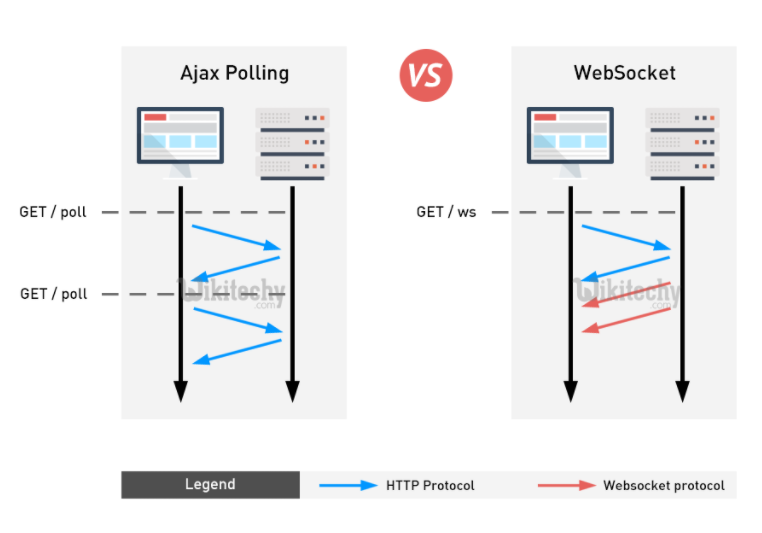 Ajax Polling
VS
WebSocket
GET / poll
GET / ws
GET / poll
Wikitechy
.com
Wikitechy
.com
Legend
HTTP Protocol
Websocket protocol